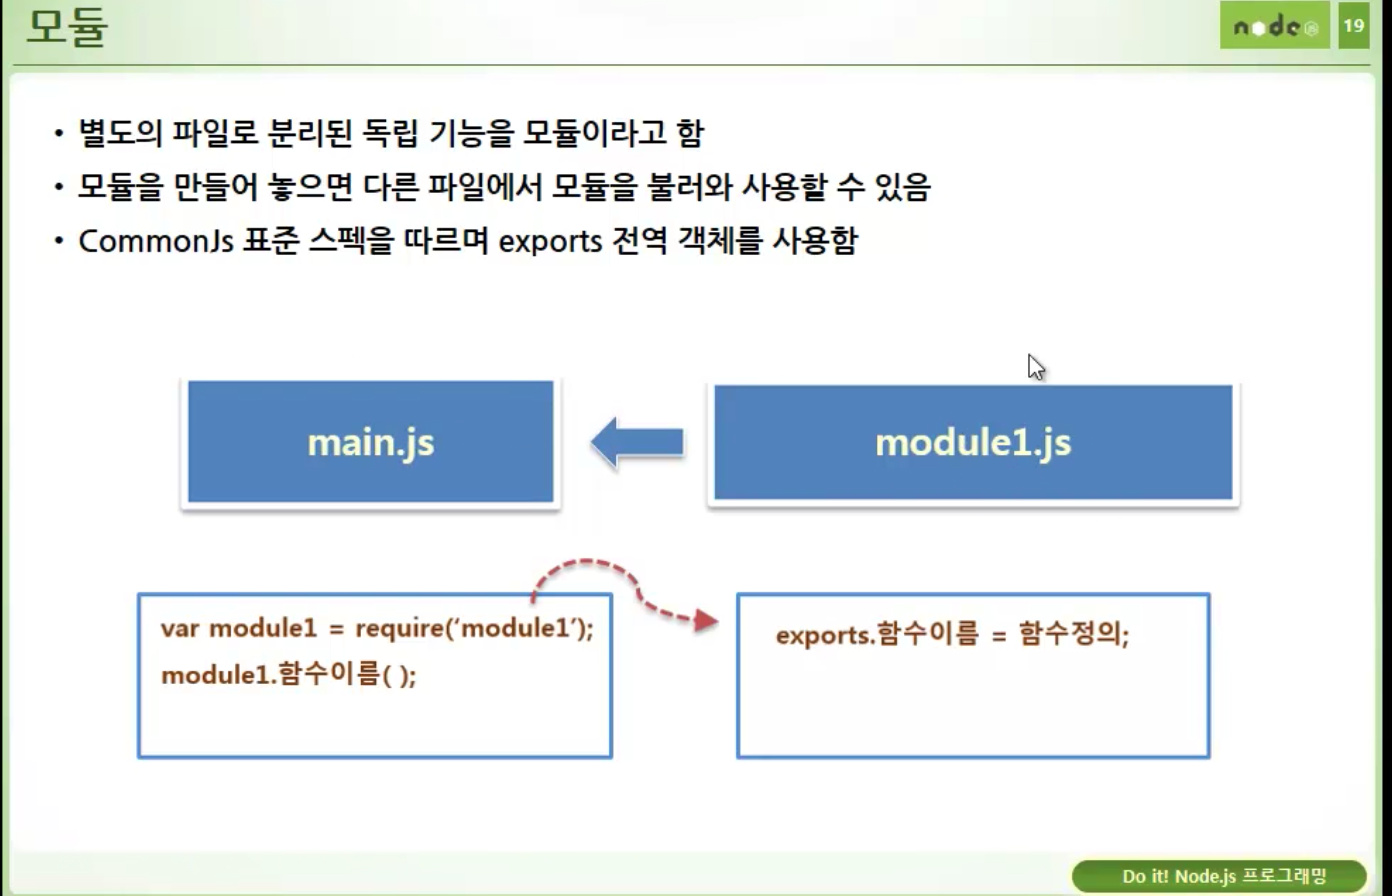 모듈
node
19
• 별도의 파일로 분리된 독립 기능을 모듈이라고 함
• 모듈을 만들어 놓으면 다른 파일에서 모듈을 불러와 사용할 수 있음
• CommonJs 표준 스펙을 따르며 exports 전역 객체를 사용함
main.js
module1.js
var module1 = require(‘module1’);
module1.함수이름( );
exports.함수이름 = 함수정의;
Do it! Node.js 프로그래밍